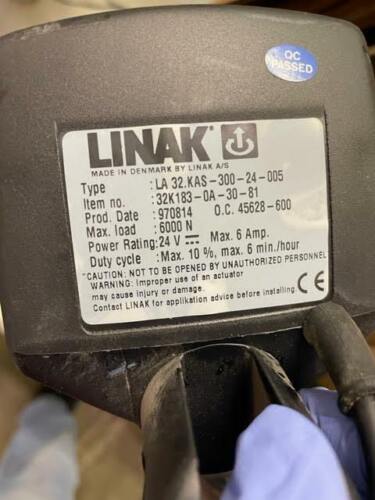 QC
PASSED
LINAK®
MADE IN DENMARK BY LINAK A/S
Type : LA 32.KAS-300-24-005
Item no. : 32K183-0A-30-81
Prod. Date : 970814 O.C. 45628-600
Max. load : 6000 N
Power Rating: 24 V ⎓ Max. 6 Amp.
Duty cycle : Max. 10 %, max. 6 min./hour
"CAUTION: NOT TO BE OPENED BY UNAUTHORIZED PERSONNEL
WARNING: Improper use of an actuator
may cause injury or damage.
Contact LINAK for applikation advice before installing CE